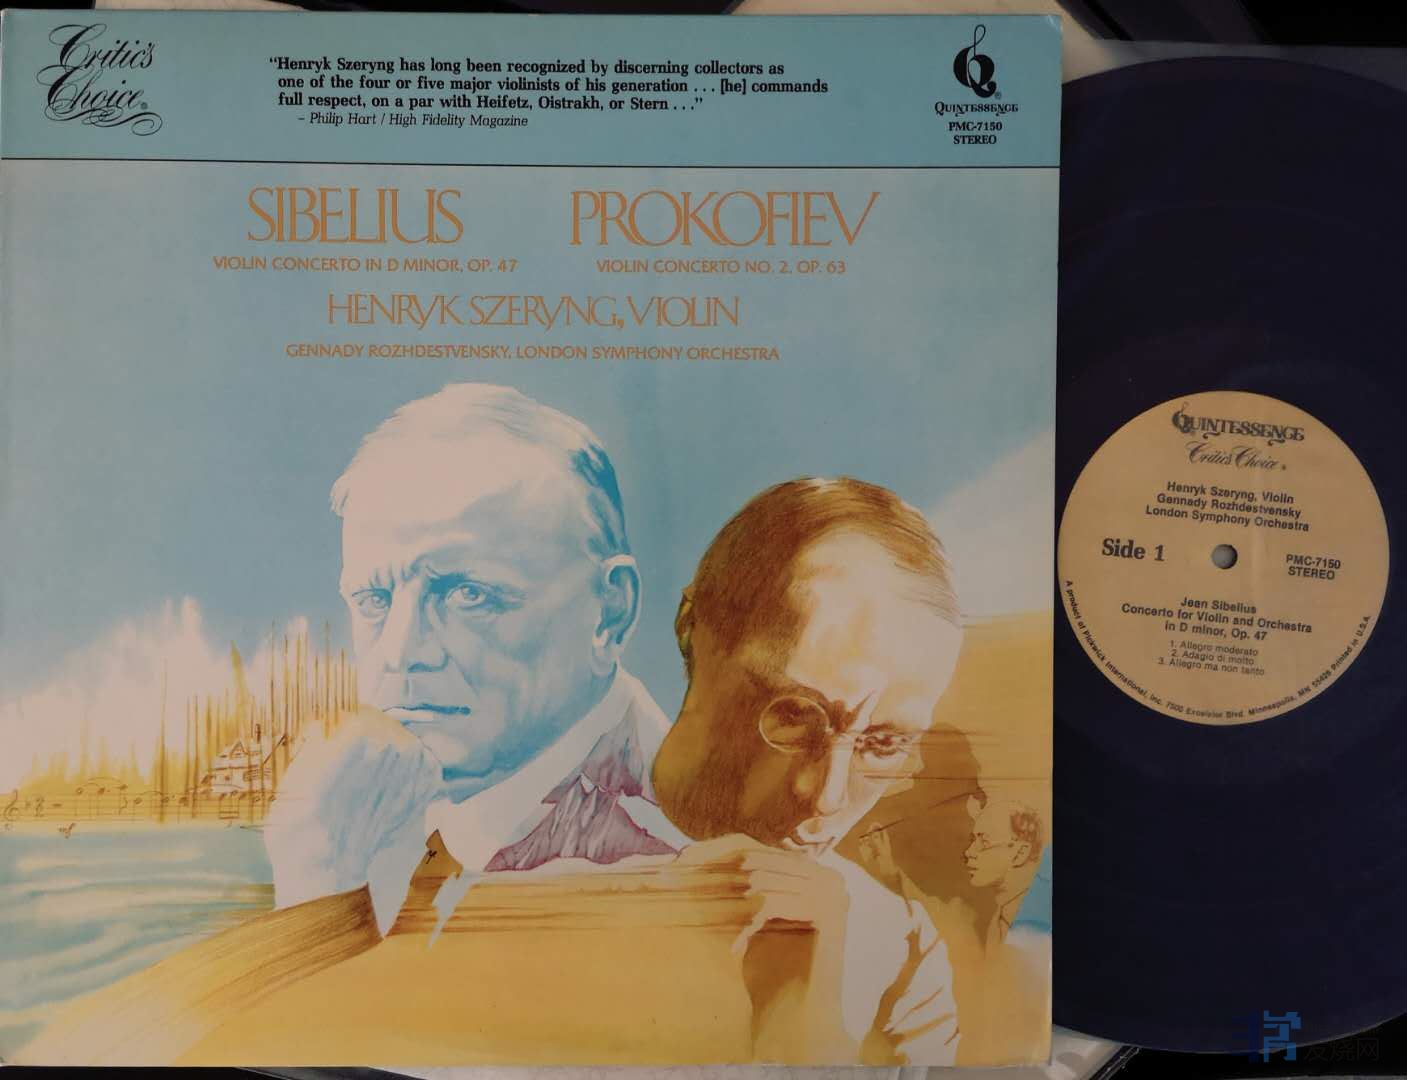 Critic's
Choice®
"Henryk Szeryng has long been recognized by discerning collectors as
one of the four or five major violinists of his generation . . . [he] commands
full respect, on a par with Heifetz, Oistrakh, or Stern . . ."
– Philip Hart / High Fidelity Magazine
QUINTESSENCE®
PMC-7150
STEREO
SIBELIUS
VIOLIN CONCERTO IN D MINOR, OP. 47
PROKOFIEV
VIOLIN CONCERTO NO. 2, OP. 63
HENRYK SZERYNG, VIOLIN
GENNADY ROZHDESTVENSKY, LONDON SYMPHONY ORCHESTRA
mf
QUINTESSENCE
Critic's Choice®
Henryk Szeryng, Violin
Gennady Rozhdestvensky
London Symphony Orchestra
Side 1
PMC-7150
STEREO
Jean Sibelius
Concerto for Violin and Orchestra
in D minor, Op. 47
1. Allegro moderato
2. Adagio di molto
3. Allegro ma non tanto
A product of Pickwick International, Inc. 7500 Excelsior Blvd. Minneapolis, MN 55426 Printed in U.S.A.
发烧网